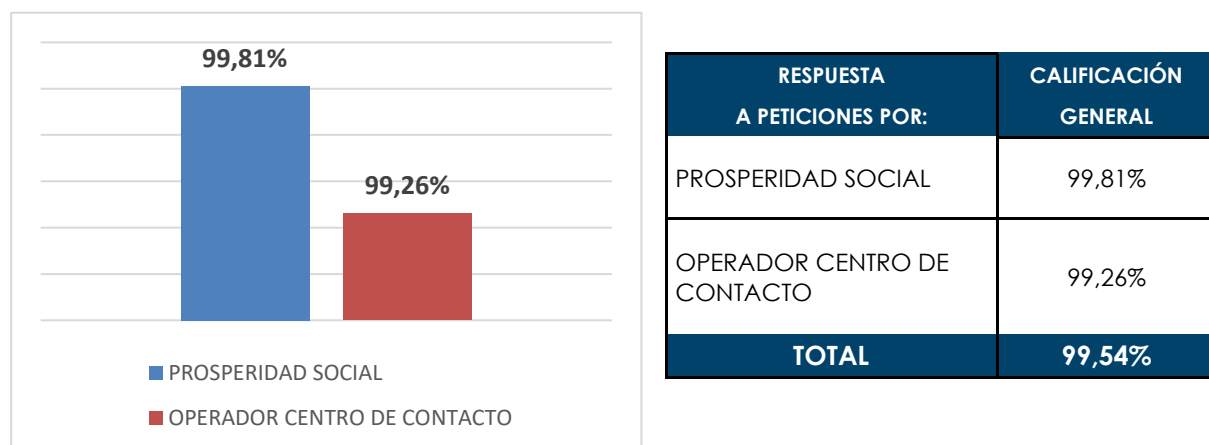 99,81%
99,26%
PROSPERIDAD SOCIAL
OPERADOR CENTRO DE CONTACTO
RESPUESTA
A PETICIONES POR:
CALIFICACIÓN
GENERAL
PROSPERIDAD SOCIAL
99,81%
OPERADOR CENTRO DE
CONTACTO
99,26%
TOTAL
99,54%